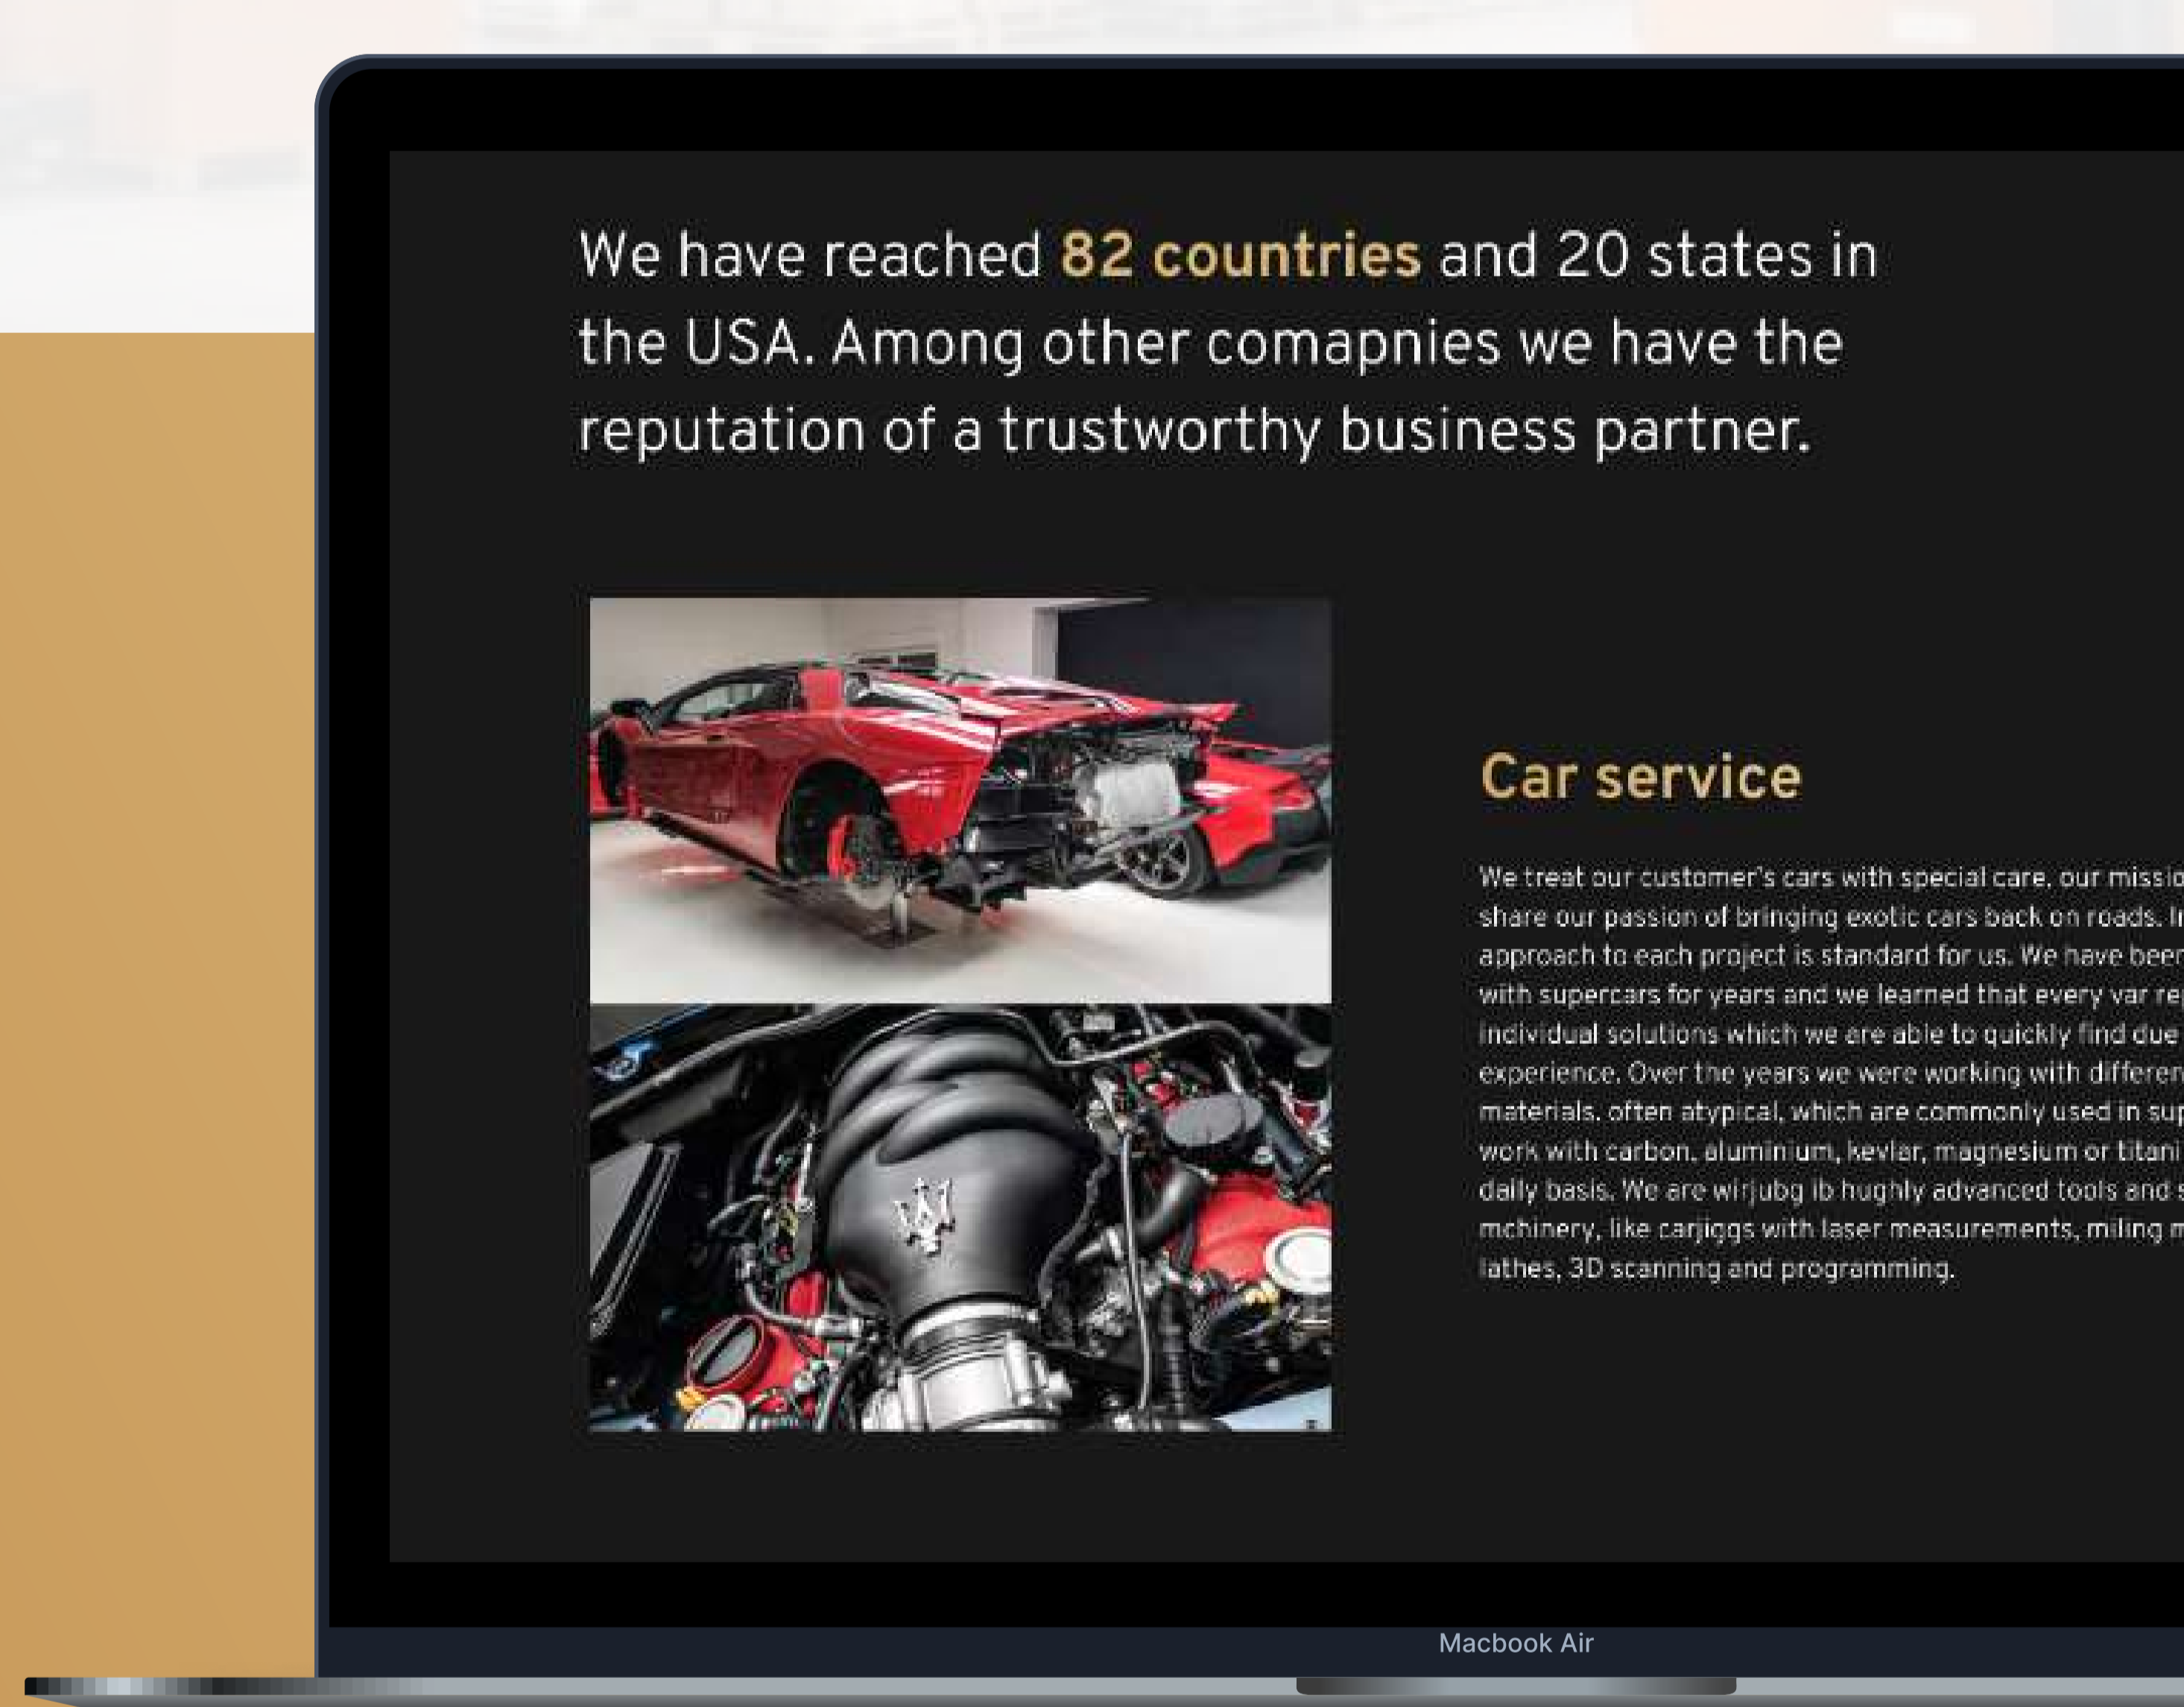 We have reached 82 countries and 20 states in
the USA. Among other comapnies we have the
reputation of a trustworthy business partner.
Car service
We treat our customer's cars with special care, our missio
share our passion of bringing exotic cars back on roads. I
approach to each project is standard for us. We have been
with supercars for years and we learned that every var re
individual solutions which we are able to quickly find due
experience. Over the years we were working with differen
materials, often atypical, which are commonly used in sup
work with carbon, aluminium, kevlar, magnesium or titani
daily basis. We are wirjubg ib hughly advanced tools and s
mchinery, like carjiggs with laser measurements, miling m
lathes, 3D scanning and programming.
Macbook Air